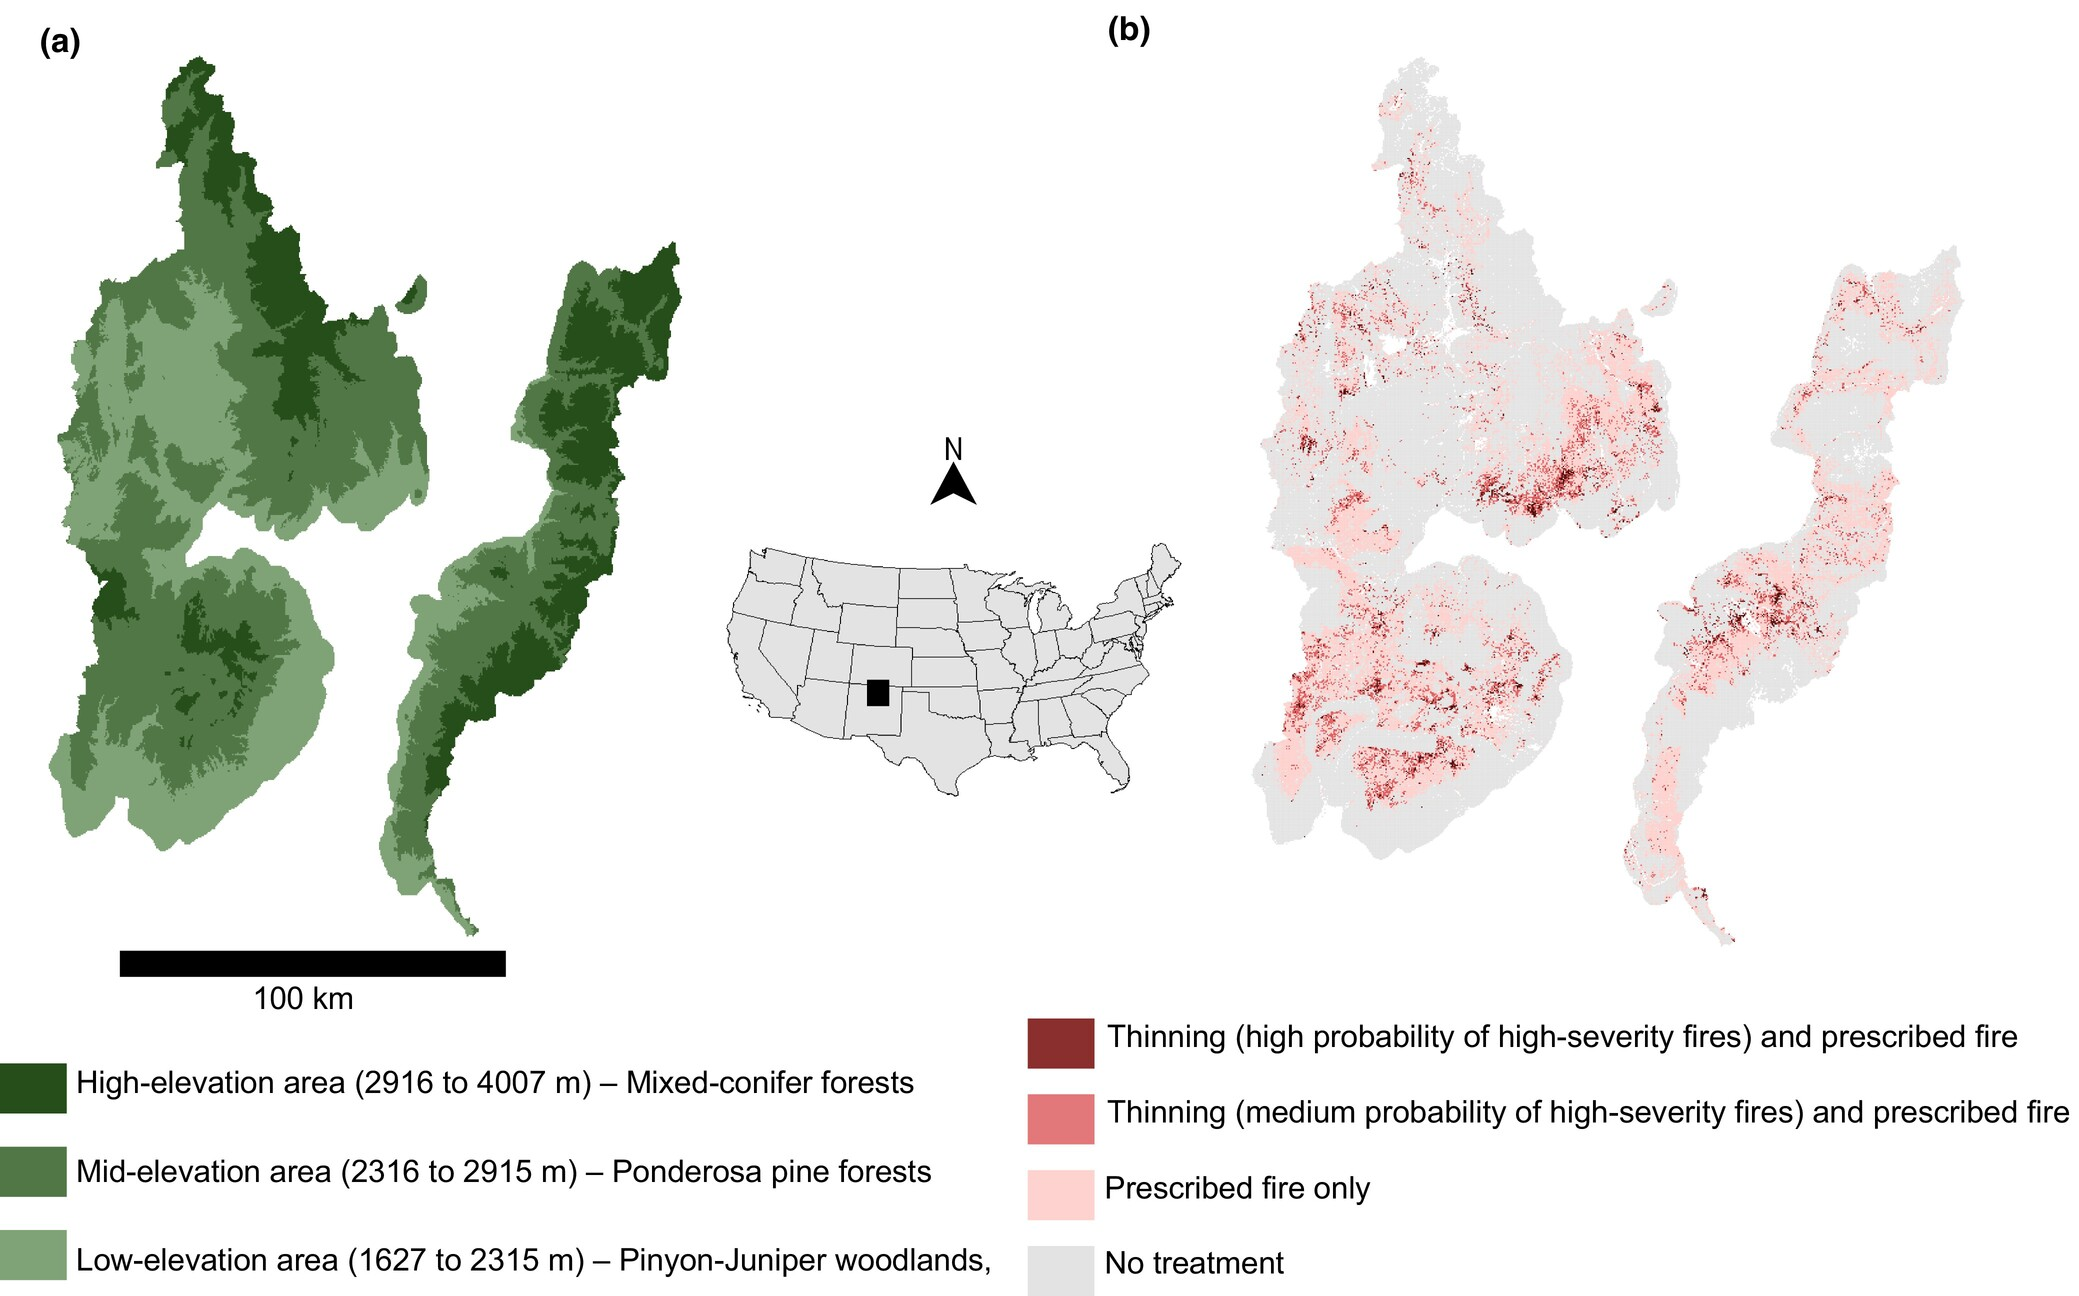 (a)
(b)
N
100 km
High-elevation area (2916 to 4007 m) – Mixed-conifer forests
Mid-elevation area (2316 to 2915 m) – Ponderosa pine forests
Low-elevation area (1627 to 2315 m) – Pinyon-Juniper woodlands,
Thinning (high probability of high-severity fires) and prescribed fire
Thinning (medium probability of high-severity fires) and prescribed fire
Prescribed fire only
No treatment